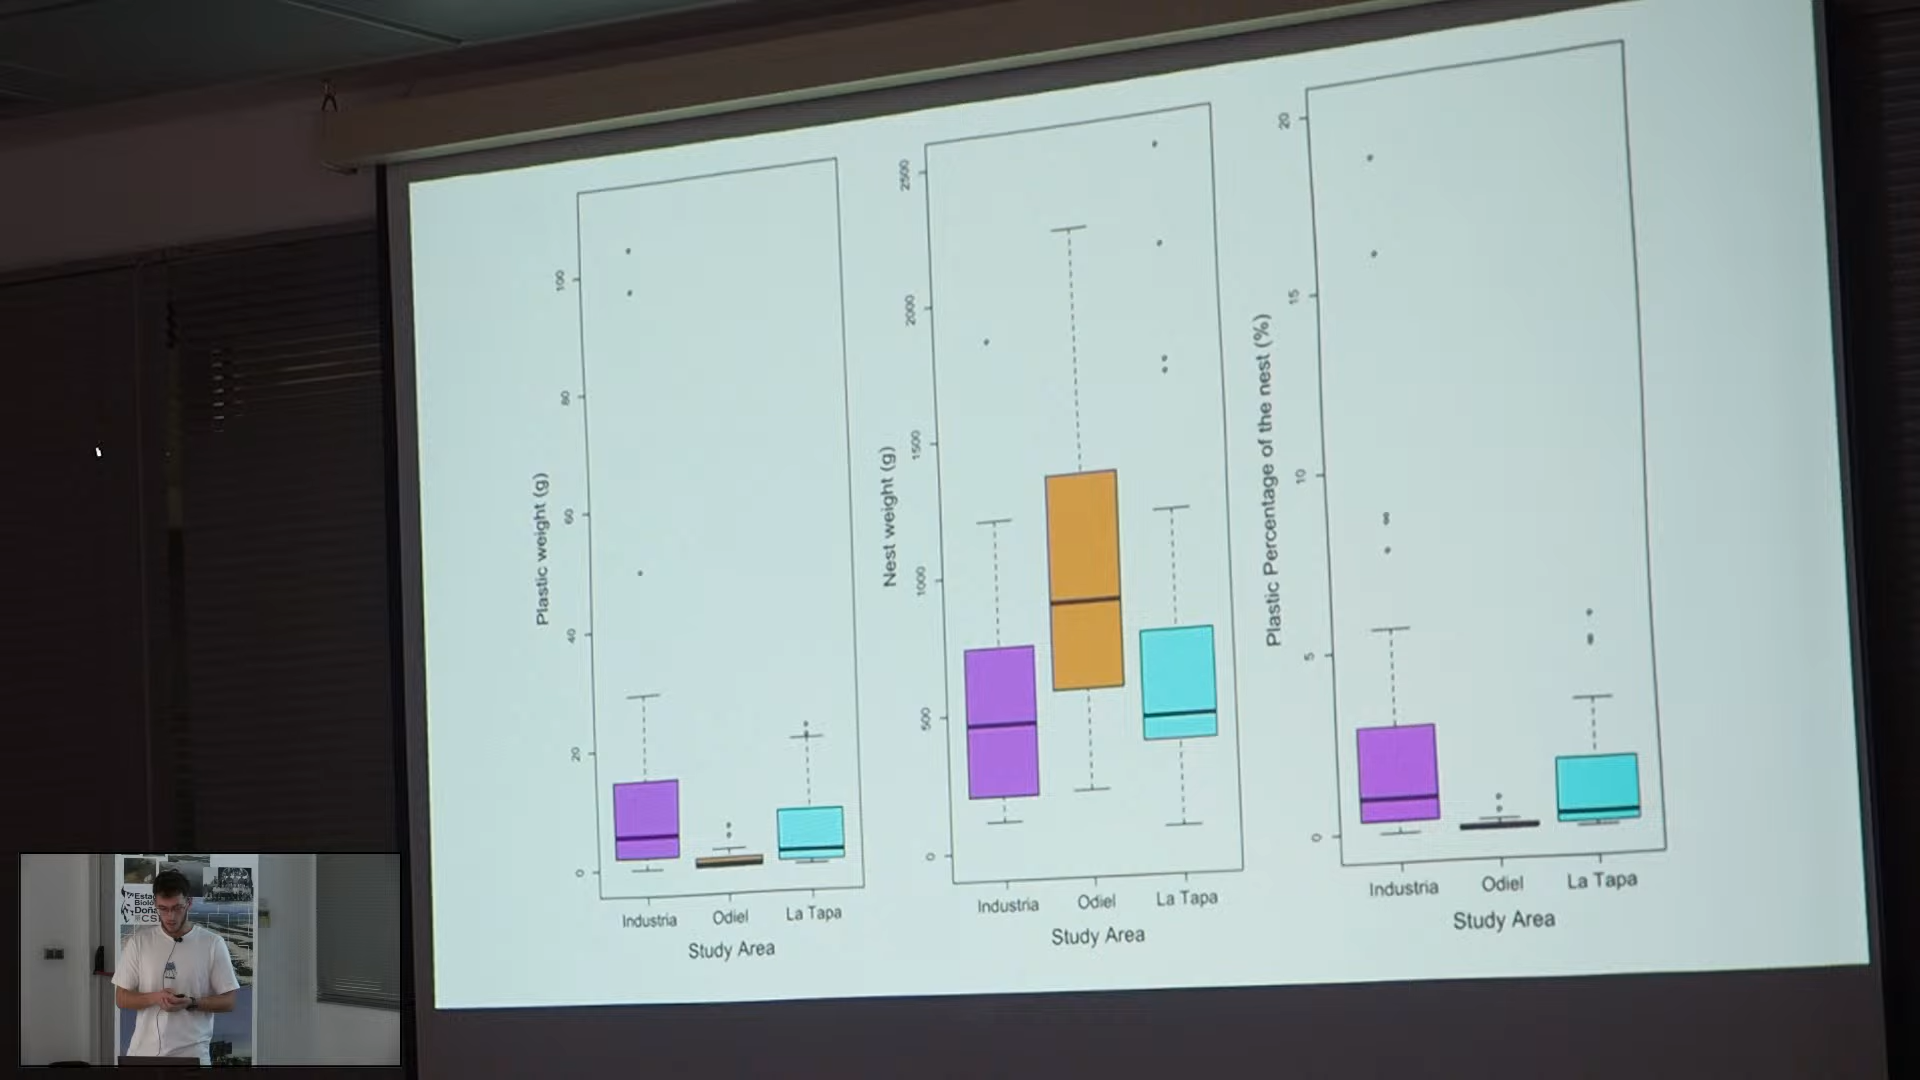 Plastic weight (g)
100
80
60
40
20
0
Industria
Odiel
La Tapa
Study Area
Nest weight (g)
2500
2000
1500
1000
500
0
Industria
Odiel
La Tapa
Study Area
Plastic Percentage of the nest (%)
20
15
10
5
0
Industria
Odiel
La Tapa
Study Area